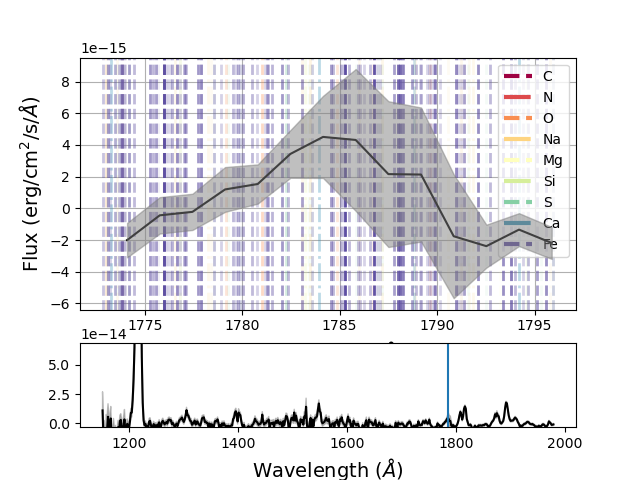 1e−15
Flux (erg/cm²/s/Å)
8
6
4
2
0
−2
−4
−6
C
N
O
Na
Mg
Si
S
Ca
Fe
1775 1780 1785 1790 1795
1e−14
5.0
2.5
0.0
1200 1400 1600 1800 2000
Wavelength (Å)